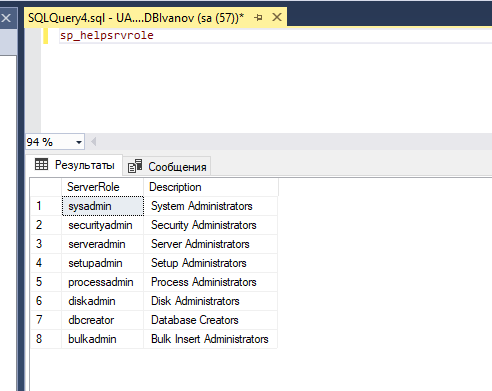 SQLQuery4.sql - UA....DBIvanov (sa (57))*
sp_helpsrvrole
94 %
Результаты Сообщения
ServerRole Description
1 sysadmin System Administrators
2 securityadmin Security Administrators
3 serveradmin Server Administrators
4 setupadmin Setup Administrators
5 processadmin Process Administrators
6 diskadmin Disk Administrators
7 dbcreator Database Creators
8 bulkadmin Bulk Insert Administrators